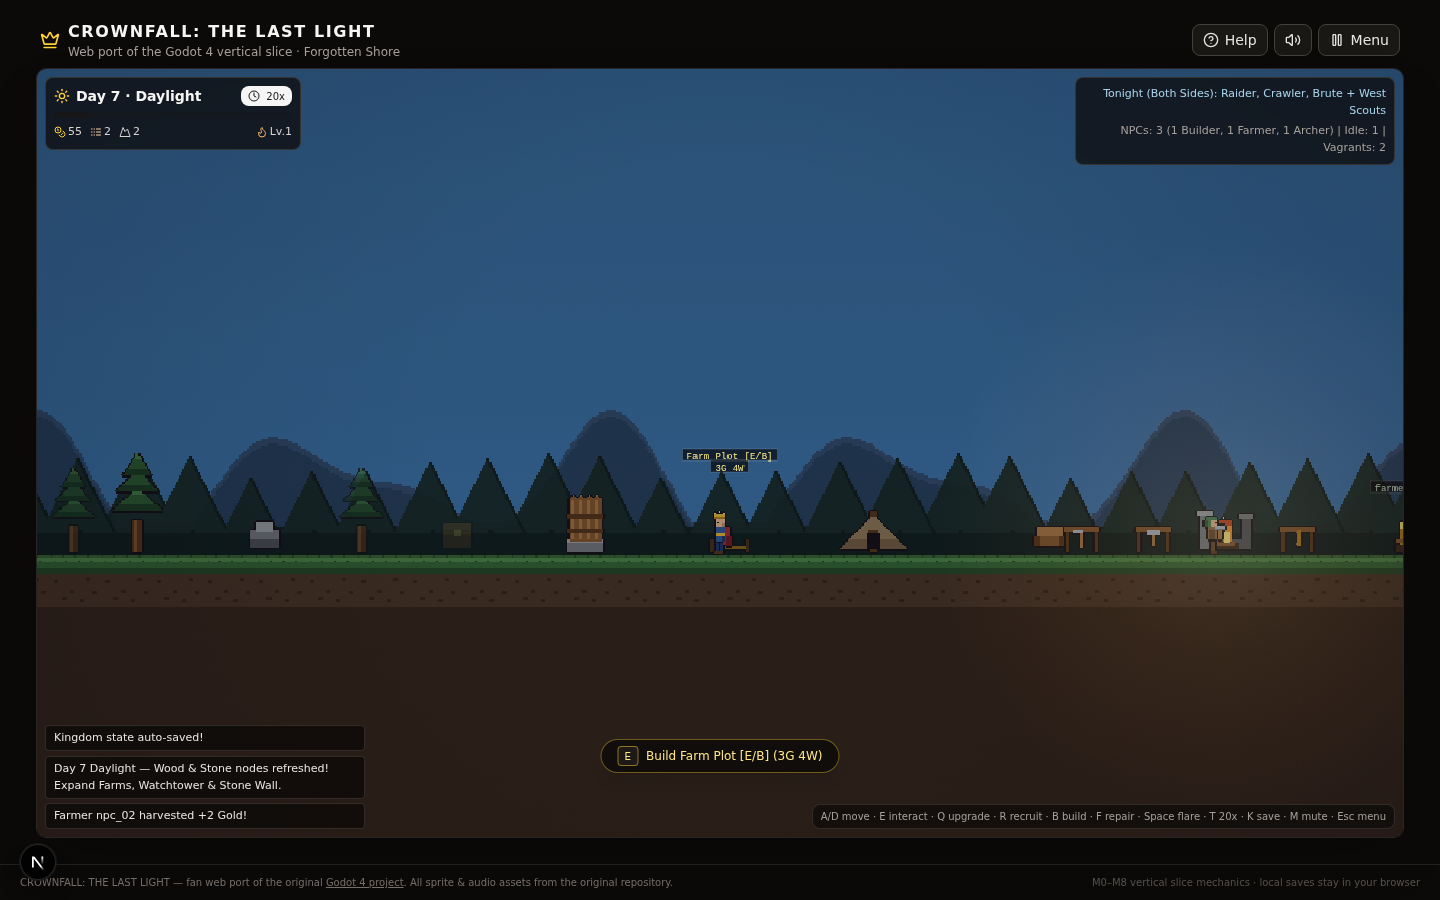 CROWNFALL: THE LAST LIGHT
Web port of the Godot 4 vertical slice · Forgotten Shore
Help
Menu
Day 7 · Daylight
20x
55
2
2
Lv.1
Tonight (Both Sides): Raider, Crawler, Brute + West
Scouts
NPCs: 3 (1 Builder, 1 Farmer, 1 Archer) | Idle: 1 |
Vagrants: 2
Farm Plot [E/B]
3G 4W
farme
Kingdom state auto-saved!
Day 7 Daylight — Wood & Stone nodes refreshed!
Expand Farms, Watchtower & Stone Wall.
Farmer npc_02 harvested +2 Gold!
E
Build Farm Plot [E/B] (3G 4W)
A/D move · E interact · Q upgrade · R recruit · B build · F repair · Space flare · T 20x · K save · M mute · Esc menu
N
CROWNFALL: THE LAST LIGHT — fan web port of the original Godot 4 project. All sprite & audio assets from the original repository.
M0–M8 vertical slice mechanics · local saves stay in your browser